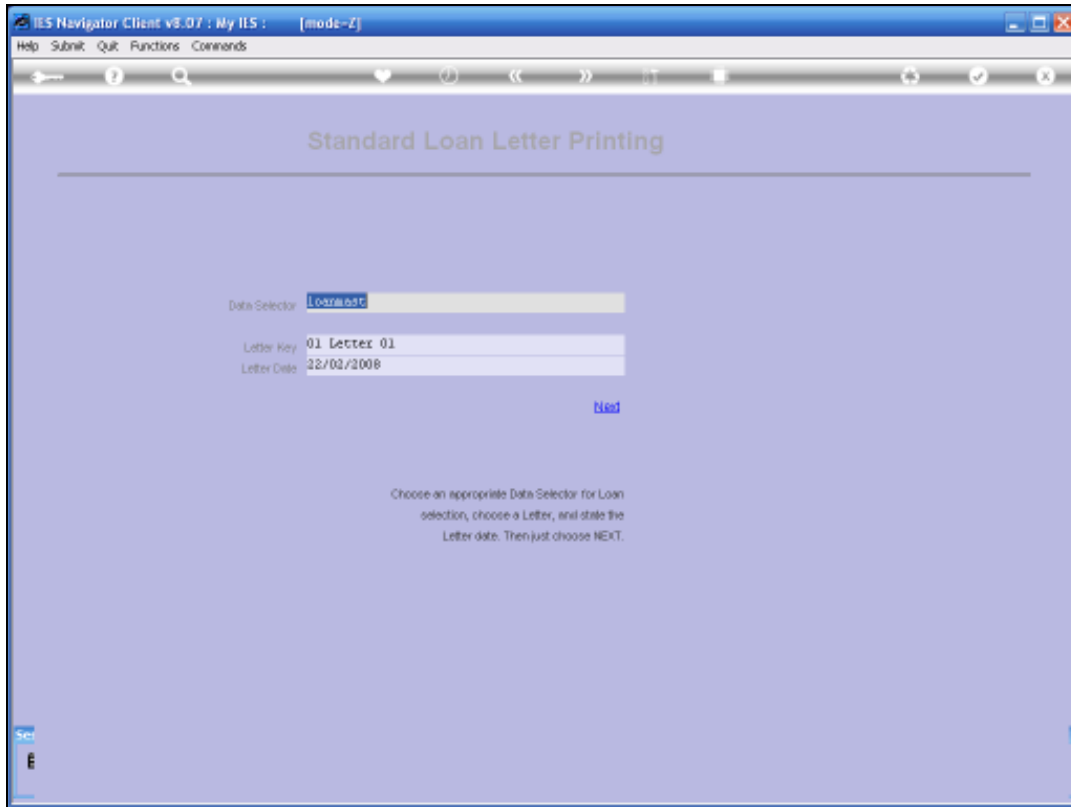 IES Navigator Client v8.07 : My IES : [mode=Z]
Help Submit Quit Functions Commands
Standard Loan Letter Printing
Data Selector loanmast
Letter Key 01 Letter 01
Letter Date 22/02/2008
Next
Choose an appropriate Data Selector for Loan
selection, choose a Letter, and state the
Letter date. Then just choose NEXT.